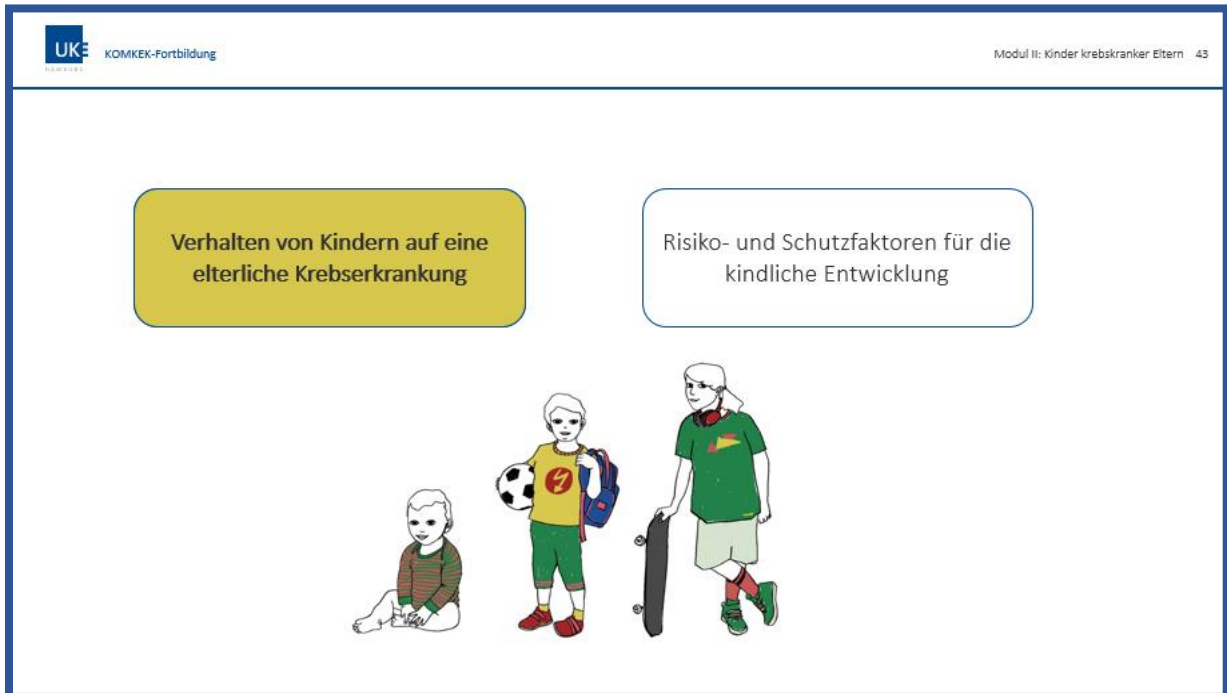 UKE
HAMBURG
KOMKEK-Fortbildung
Modul II: Kinder krebskranker Eltern 43
Verhalten von Kindern auf eine
elterliche Krebserkrankung
Risiko- und Schutzfaktoren für die
kindliche Entwicklung